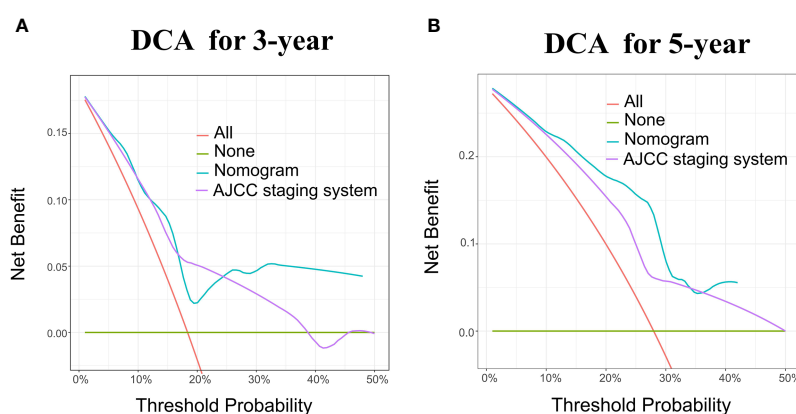 A
DCA for 3-year
Net Benefit
0.15
0.10
0.05
0.00
All
None
Nomogram
AJCC staging system
0%
10%
20%
30%
40%
50%
Threshold Probability
B
DCA for 5-year
Net Benefit
0.2
0.1
0.0
All
None
Nomogram
AJCC staging system
0%
10%
20%
30%
40%
50%
Threshold Probability